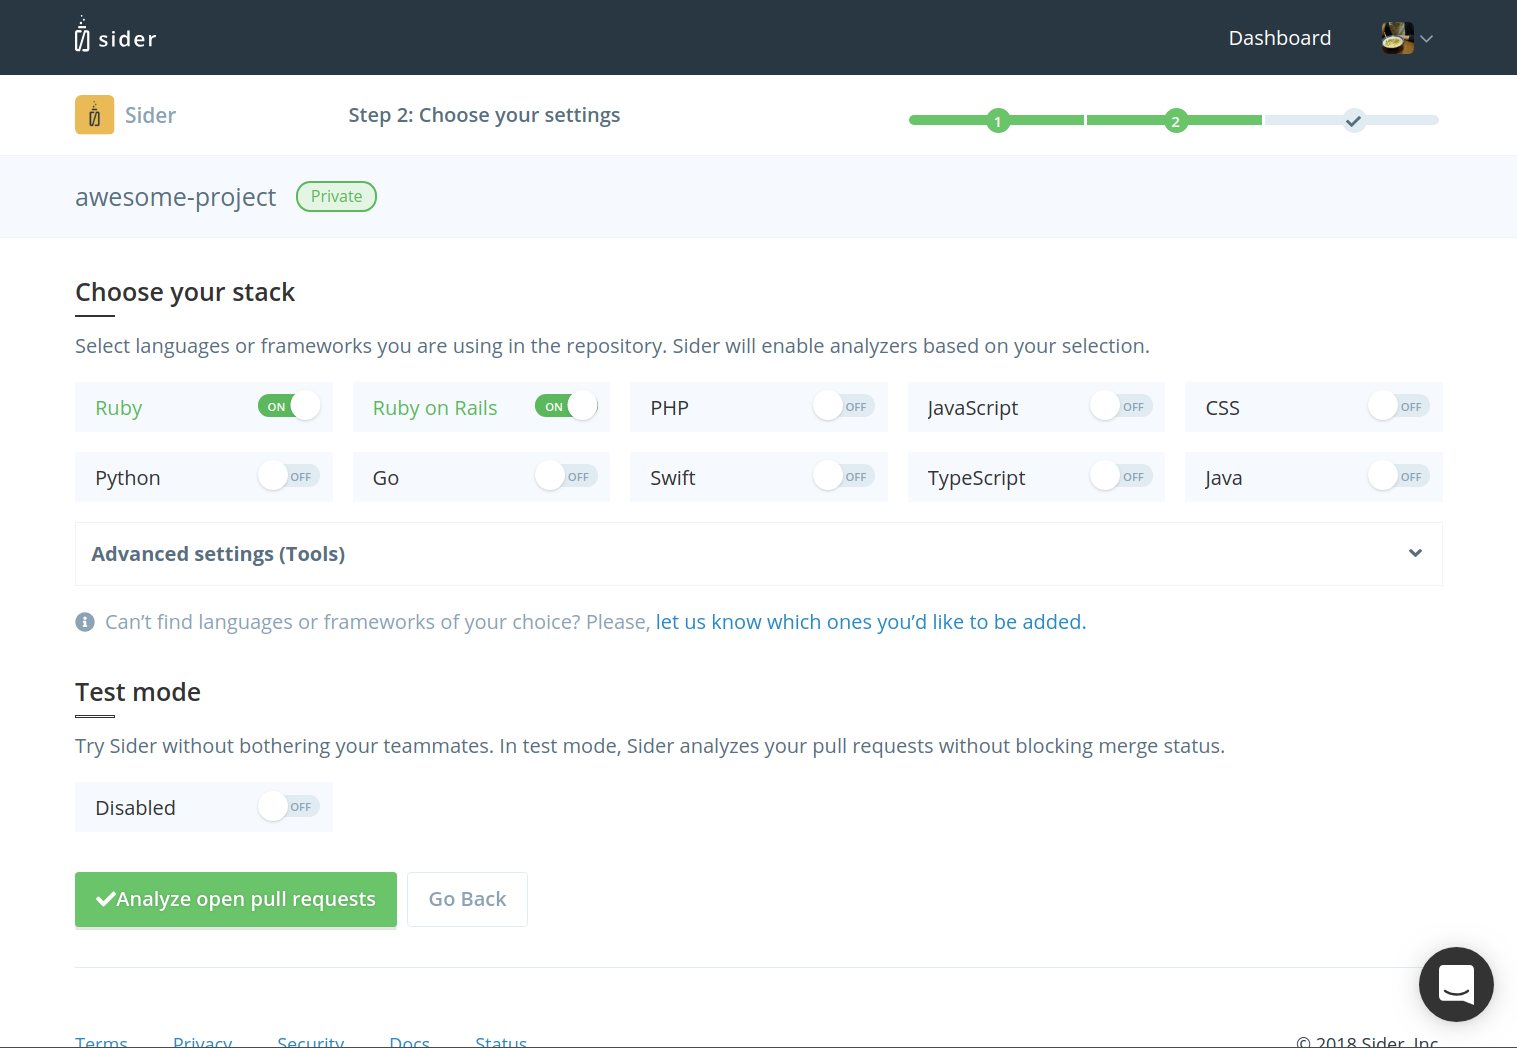 sider
Dashboard
Sider
Step 2: Choose your settings
1
2
awesome-project
Private
Choose your stack
Select languages or frameworks you are using in the repository. Sider will enable analyzers based on your selection.
Ruby ON
Ruby on Rails ON
PHP OFF
JavaScript OFF
CSS OFF
Python OFF
Go OFF
Swift OFF
TypeScript OFF
Java OFF
Advanced settings (Tools)
Can’t find languages or frameworks of your choice? Please, let us know which ones you’d like to be added.
Test mode
Try Sider without bothering your teammates. In test mode, Sider analyzes your pull requests without blocking merge status.
Disabled OFF
Analyze open pull requests
Go Back
Terms Privacy Security Docs Status
© 2018 Sider, Inc.